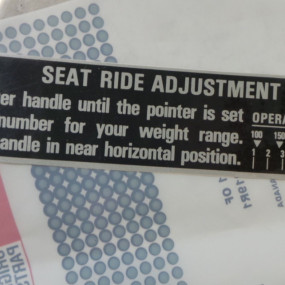 SEAT RIDE ADJUSTMENT
er handle until the pointer is set OPERA
number for your weight range. 100 150
andle in near horizontal position. 1 2 3